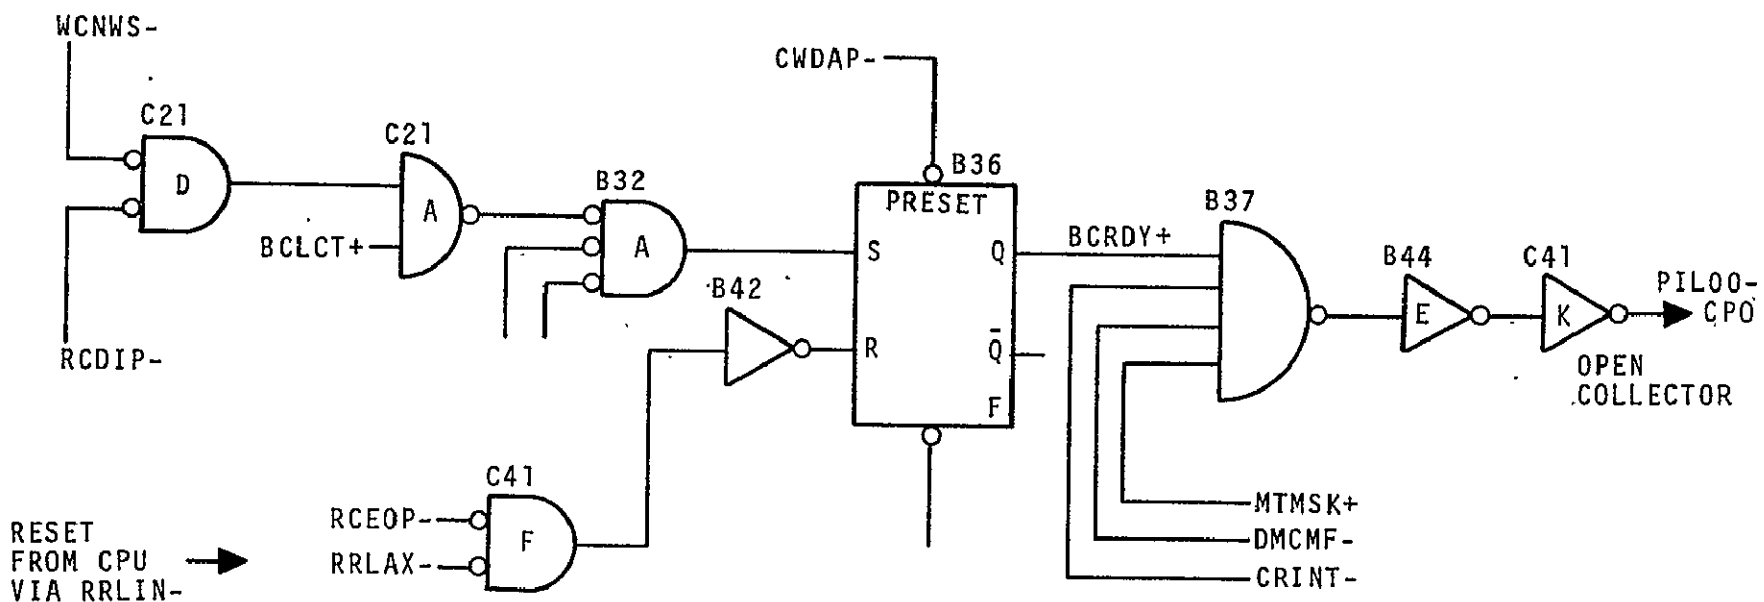 WCNWS-
CWDAP-
C21
C21
B32
B36
B37
D
A
A
PRESET
BCLCT+
S
Q
BCRDY+
B44
C41
B42
E
K
PIL00-
CPO
RCDIP-
R
Q̅
F
OPEN
COLLECTOR
C41
RCEOP-
F
RRLAX-
MTMSK+
DMCMF-
CRINT-
RESET
FROM CPU
VIA RRLIN-